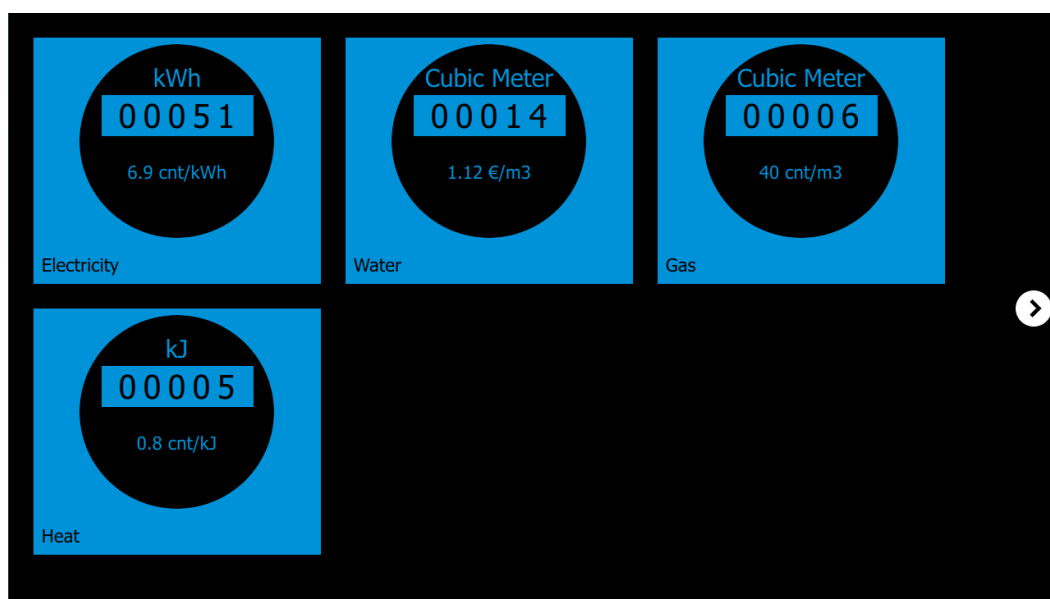 kWh
00051
6.9 cnt/kWh
Electricity
Cubic Meter
00014
1.12 €/m3
Water
Cubic Meter
00006
40 cnt/m3
Gas
kJ
00005
0.8 cnt/kJ
Heat